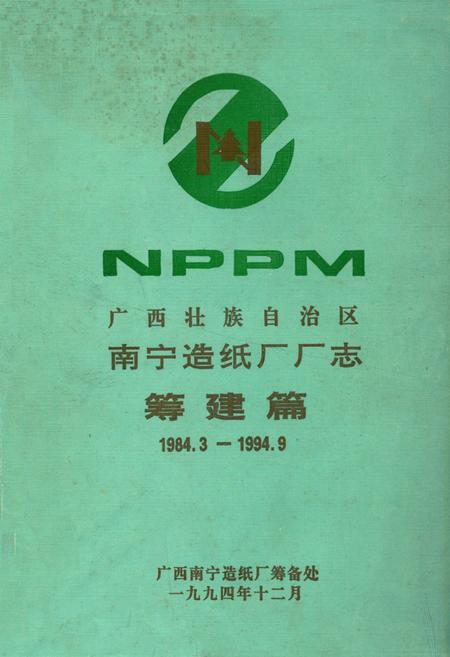 N
NPPM
广西壮族自治区
南宁造纸厂厂志
筹建篇
1984.3—1994.9
广西南宁造纸厂筹备处
一九九四年十二月